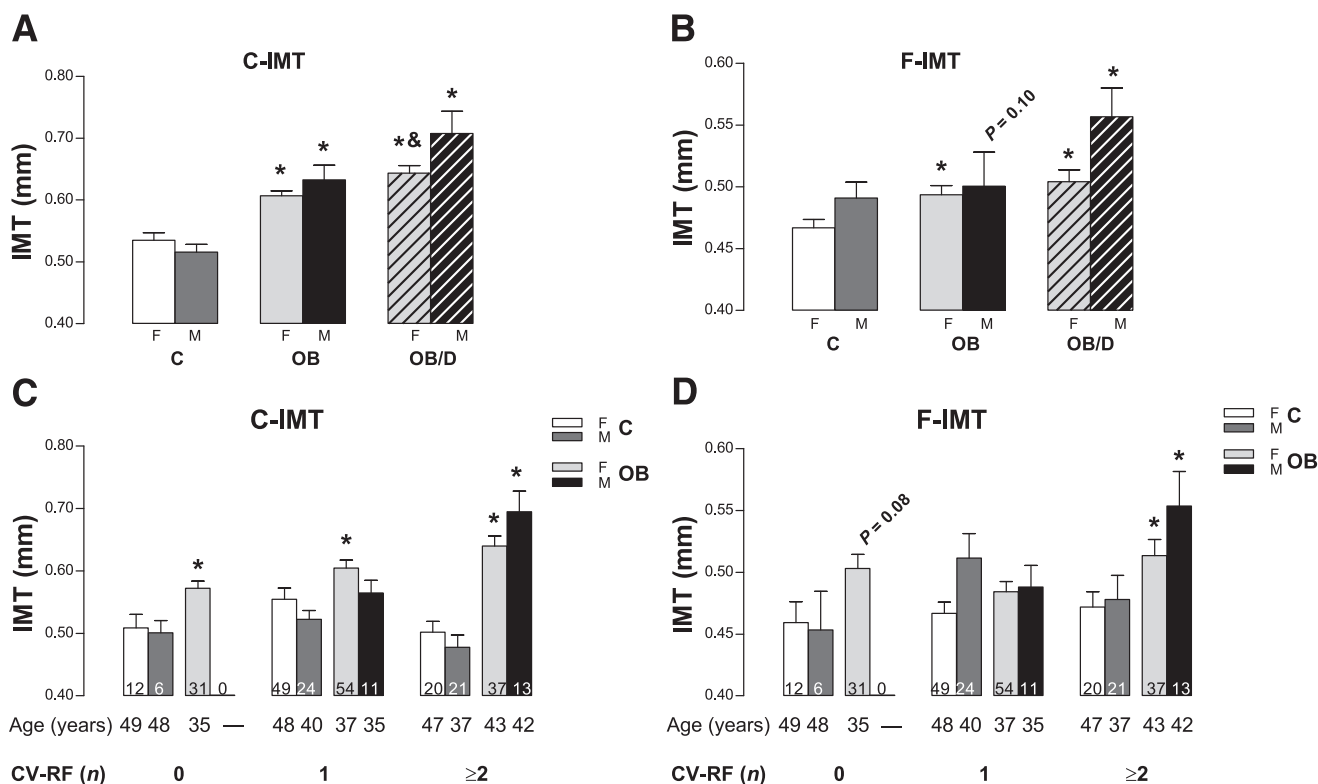 A
C-IMT
0.80
0.70
0.60
0.50
0.40
IMT (mm)
* * *& *
F M F M F M
C OB OB/D
B
F-IMT
0.60
0.55
0.50
0.45
0.40
IMT (mm)
* P = 0.10 * *
F M F M F M
C OB OB/D
C
C-IMT
F
M C
F
M OB
0.80
0.70
0.60
0.50
0.40
IMT (mm)
* * * *
12 6 31 0 49 24 54 11 20 21 37 13
Age (years) 49 48 35 — 48 40 37 35 47 37 43 42
CV-RF (n) 0 1 ≥2
D
F-IMT
F
M C
F
M OB
0.60
0.55
0.50
0.45
0.40
IMT (mm)
P = 0.08 * *
12 6 31 0 49 24 54 11 20 21 37 13
Age (years) 49 48 35 — 48 40 37 35 47 37 43 42
CV-RF (n) 0 1 ≥2